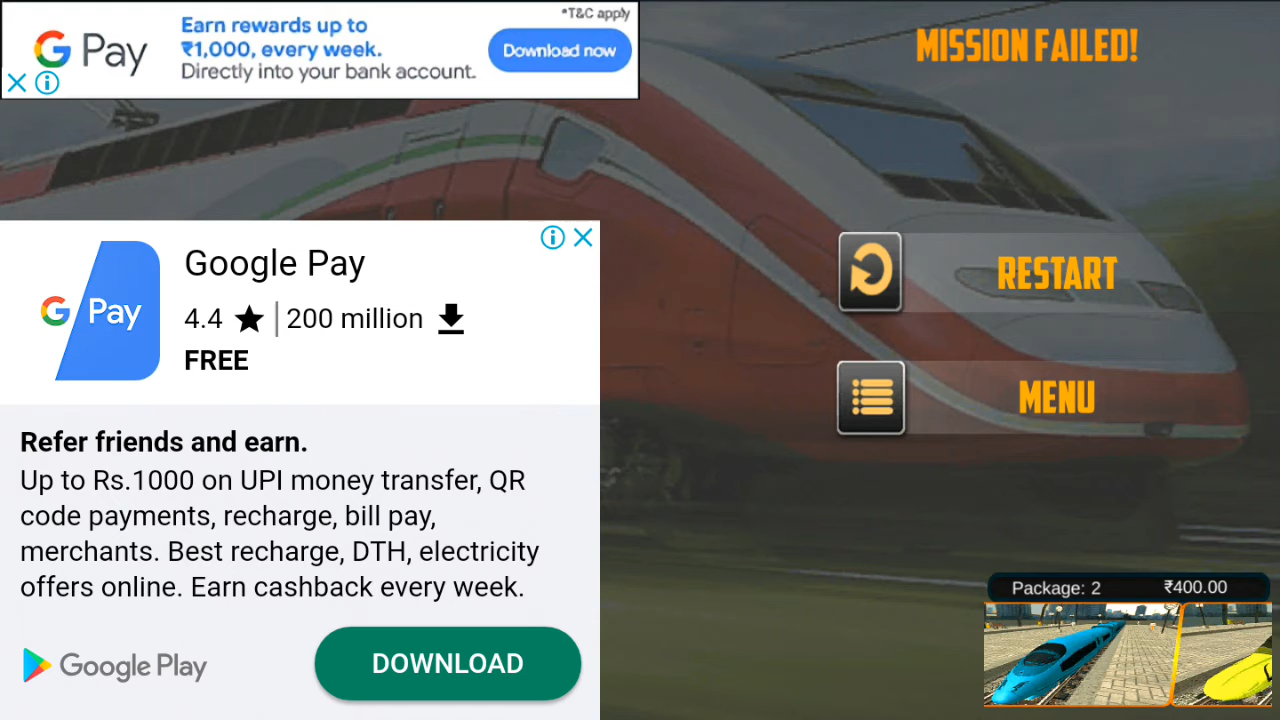 *T&C apply
G Pay
Earn rewards up to
₹1,000, every week.
Directly into your bank account.
Download now
MISSION FAILED!
Google Pay
G Pay
4.4 ★ | 200 million
FREE
RESTART
MENU
Refer friends and earn.
Up to Rs.1000 on UPI money transfer, QR
code payments, recharge, bill pay,
merchants. Best recharge, DTH, electricity
offers online. Earn cashback every week.
Google Play
DOWNLOAD
Package: 2 ₹400.00